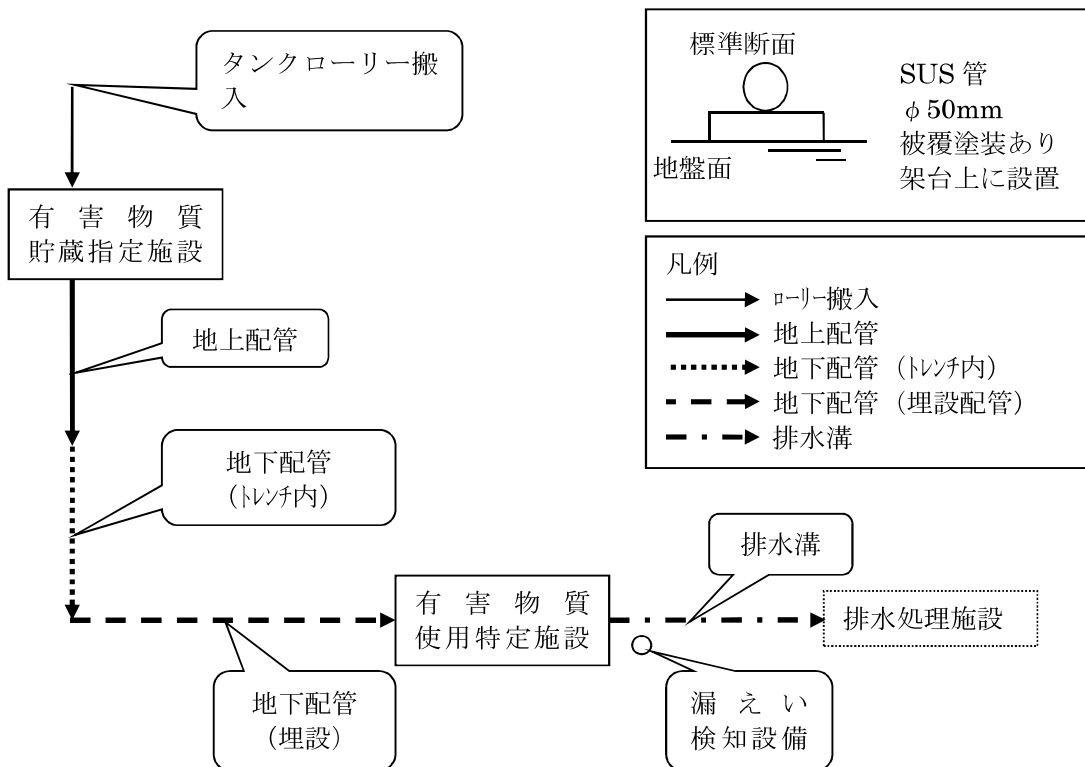 タンクローリー搬
入
有害物質
貯蔵指定施設
地上配管
地下配管
(ﾄﾚﾝﾁ内)
地下配管
(埋設)
有害物質
使用特定施設
排水溝
漏えい
検知設備
排水処理施設
標準断面
地盤面
SUS 管
φ50mm
被覆塗装あり
架台上に設置
凡例
ﾛｰﾘｰ搬入
地上配管
地下配管（ﾄﾚﾝﾁ内）
地下配管（埋設配管）
排水溝